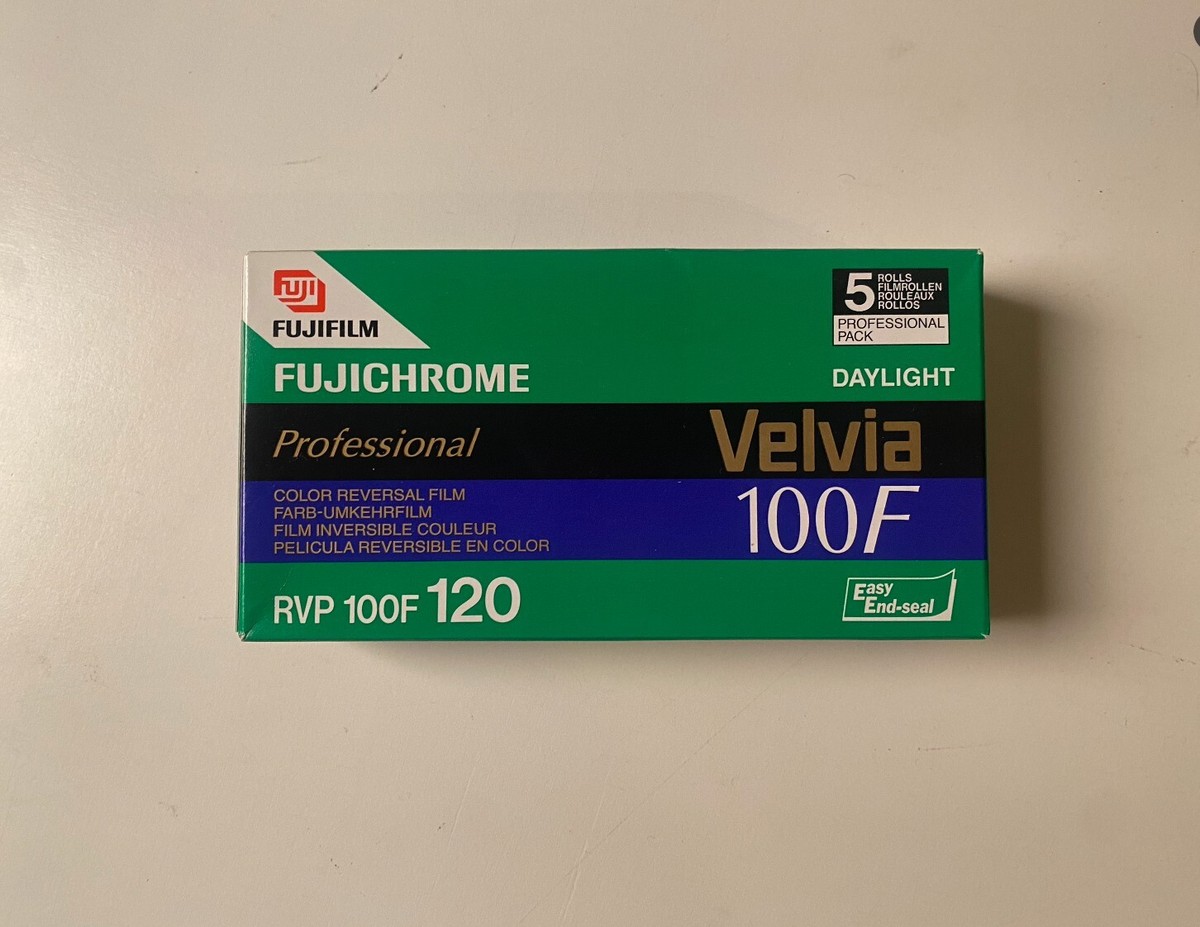 FUJI
FUJIFILM
5 ROLLS
FILMROLLEN
ROULEAUX
ROLLOS
PROFESSIONAL
PACK
FUJICHROME
DAYLIGHT
Professional
Velvia
100F
COLOR REVERSAL FILM
FARB-UMKEHRFILM
FILM INVERSIBLE COULEUR
PELICULA REVERSIBLE EN COLOR
RVP 100F 120
Easy
End-seal